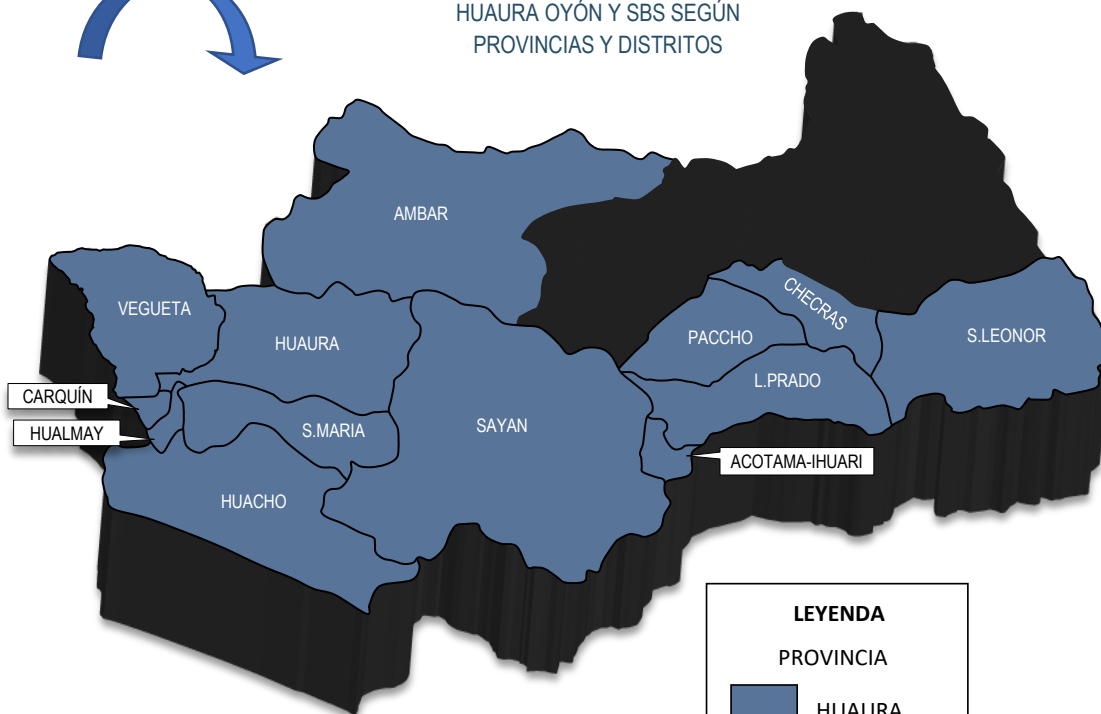 HUAURA OYÓN Y SBS SEGÚN
PROVINCIAS Y DISTRITOS
AMBAR
VEGUETA
HUAURA
CHECRAS
PACCHO
S.LEONOR
L.PRADO
CARQUÍN
HUALMAY
S.MARIA
SAYAN
ACOTAMA-IHUARI
HUACHO
LEYENDA
PROVINCIA
HUAURA